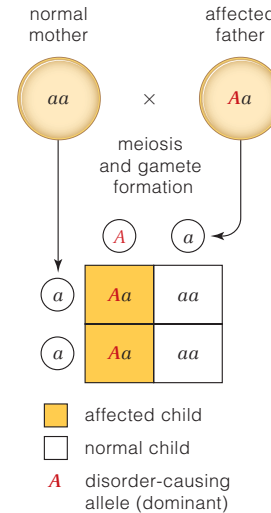 normal affected
mother father
aa × Aa
meiosis
and gamete
formation
A a
a Aa aa
a Aa aa
affected child
normal child
A disorder-causing
allele (dominant)